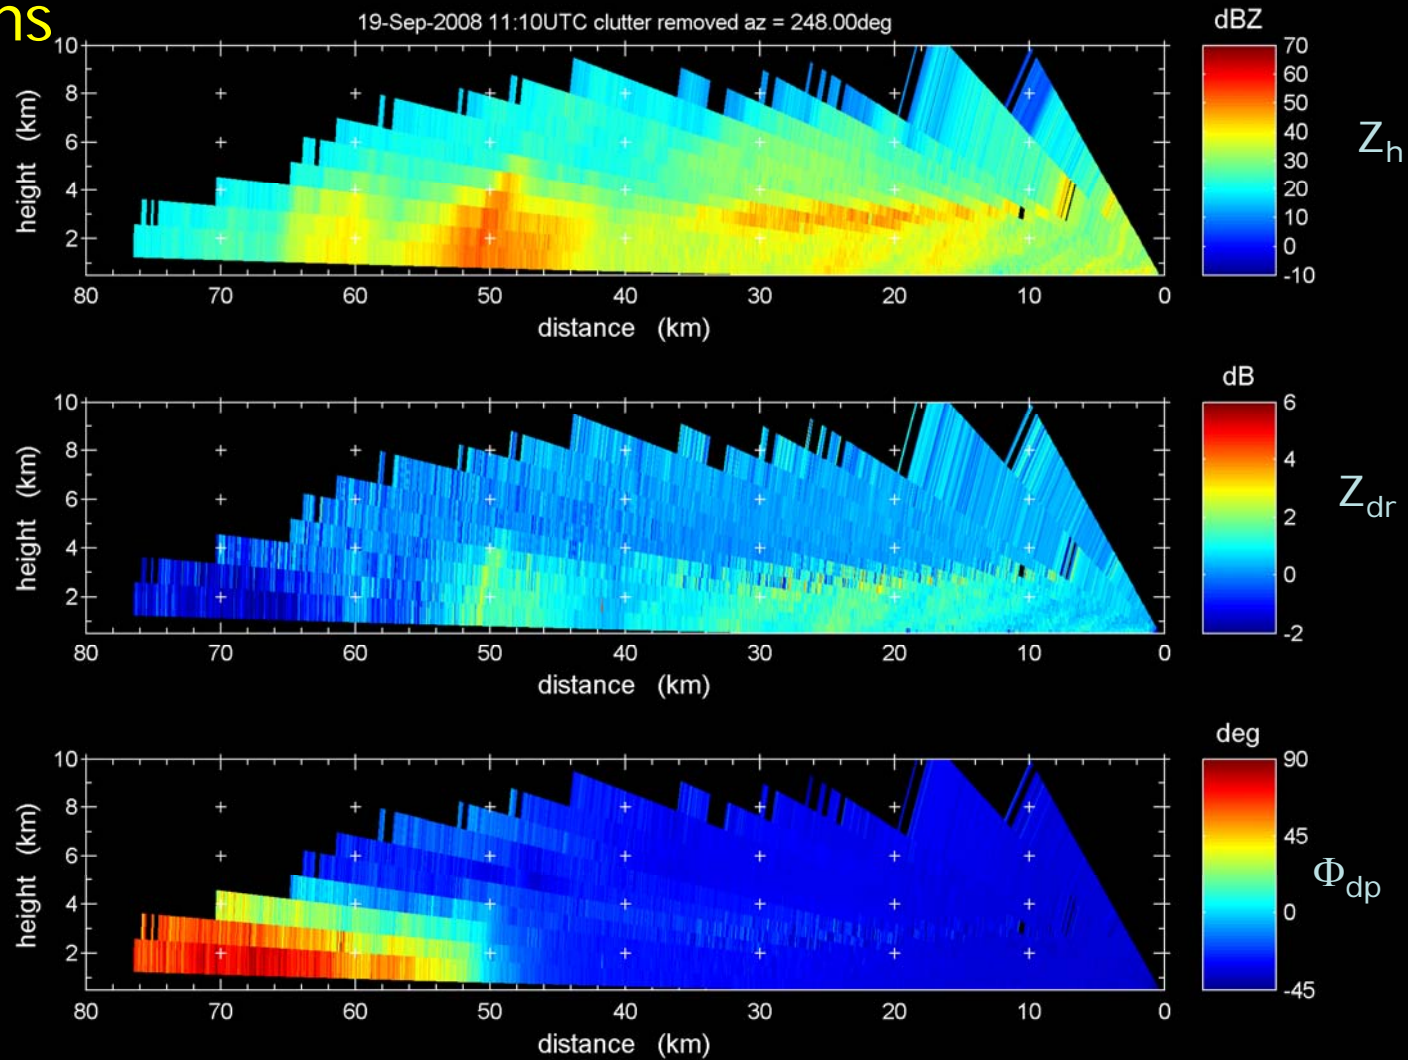 ns
19-Sep-2008 11:10UTC clutter removed az = 248.00deg
dBZ
10
8
6
4
2
height (km)
80 70 60 50 40 30 20 10 0
distance (km)
70
60
50
40
30
20
10
0
-10
Zh
dB
10
8
6
4
2
height (km)
80 70 60 50 40 30 20 10 0
distance (km)
6
4
2
0
-2
Zdr
deg
10
8
6
4
2
height (km)
80 70 60 50 40 30 20 10 0
distance (km)
90
45
0
-45
Φdp